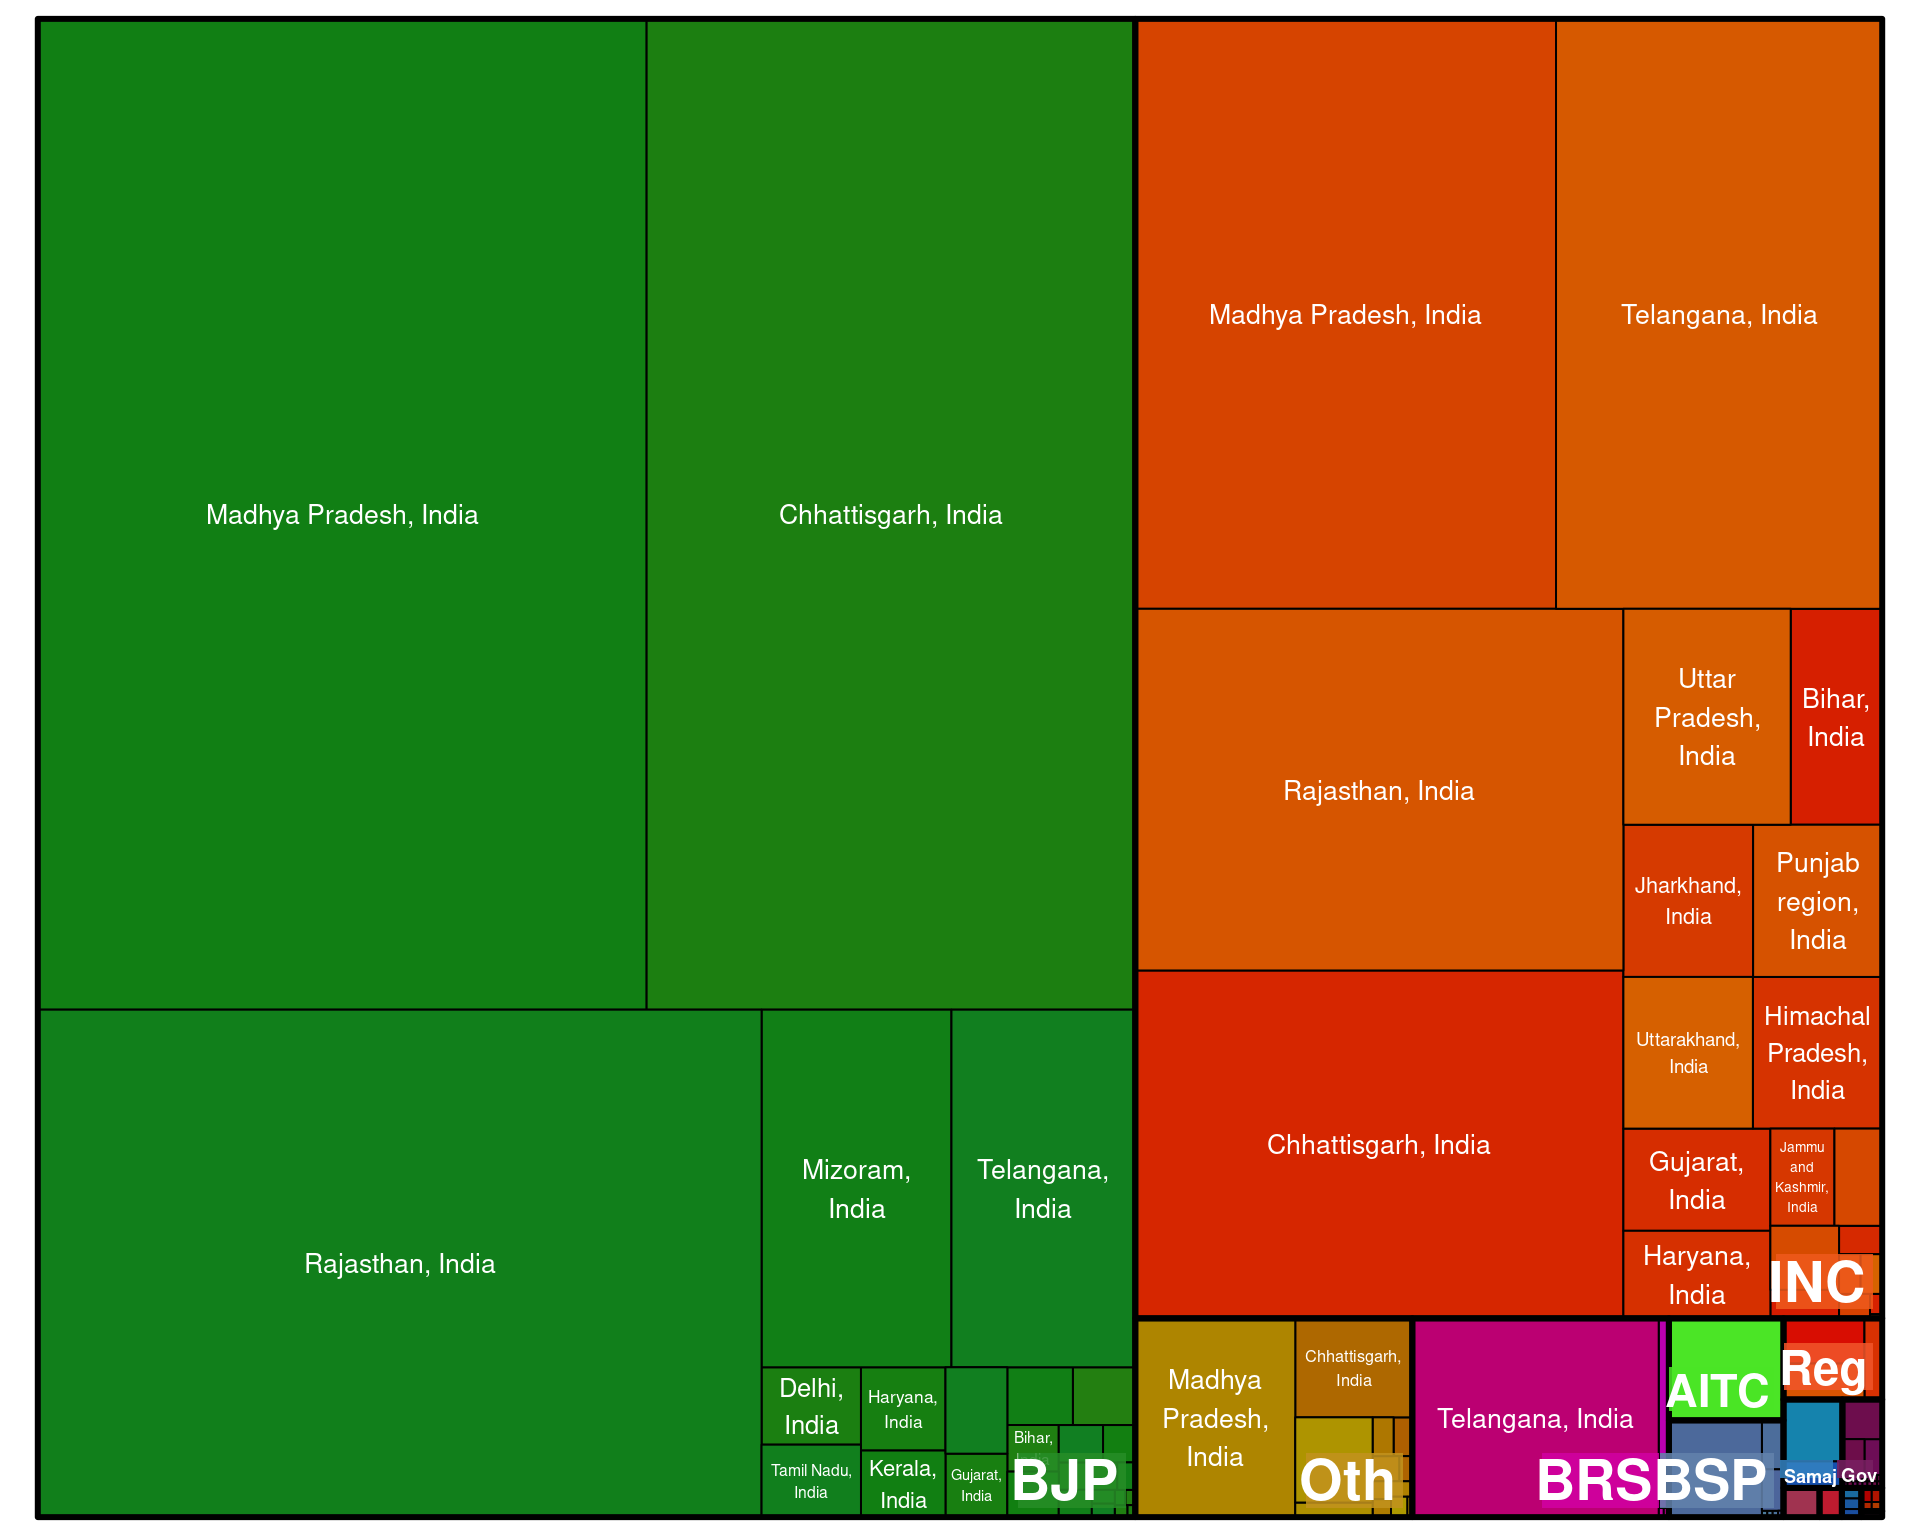 Madhya Pradesh, India
Chhattisgarh, India
Rajasthan, India
Mizoram,
India
Telangana,
India
Delhi,
India
Haryana,
India
Tamil Nadu,
India
Kerala,
India
Gujarat,
India
Bihar,
BJP
Madhya Pradesh, India
Telangana, India
Rajasthan, India
Uttar
Pradesh,
India
Bihar,
India
Jharkhand,
India
Punjab
region,
India
Chhattisgarh, India
Uttarakhand,
India
Himachal
Pradesh,
India
Gujarat,
India
Jammu
and
Kashmir,
India
Haryana,
India
INC
Madhya
Pradesh,
India
Chhattisgarh,
India
Oth
Telangana, India
BRS
AITC
BSP
Reg
Samaj
Gov